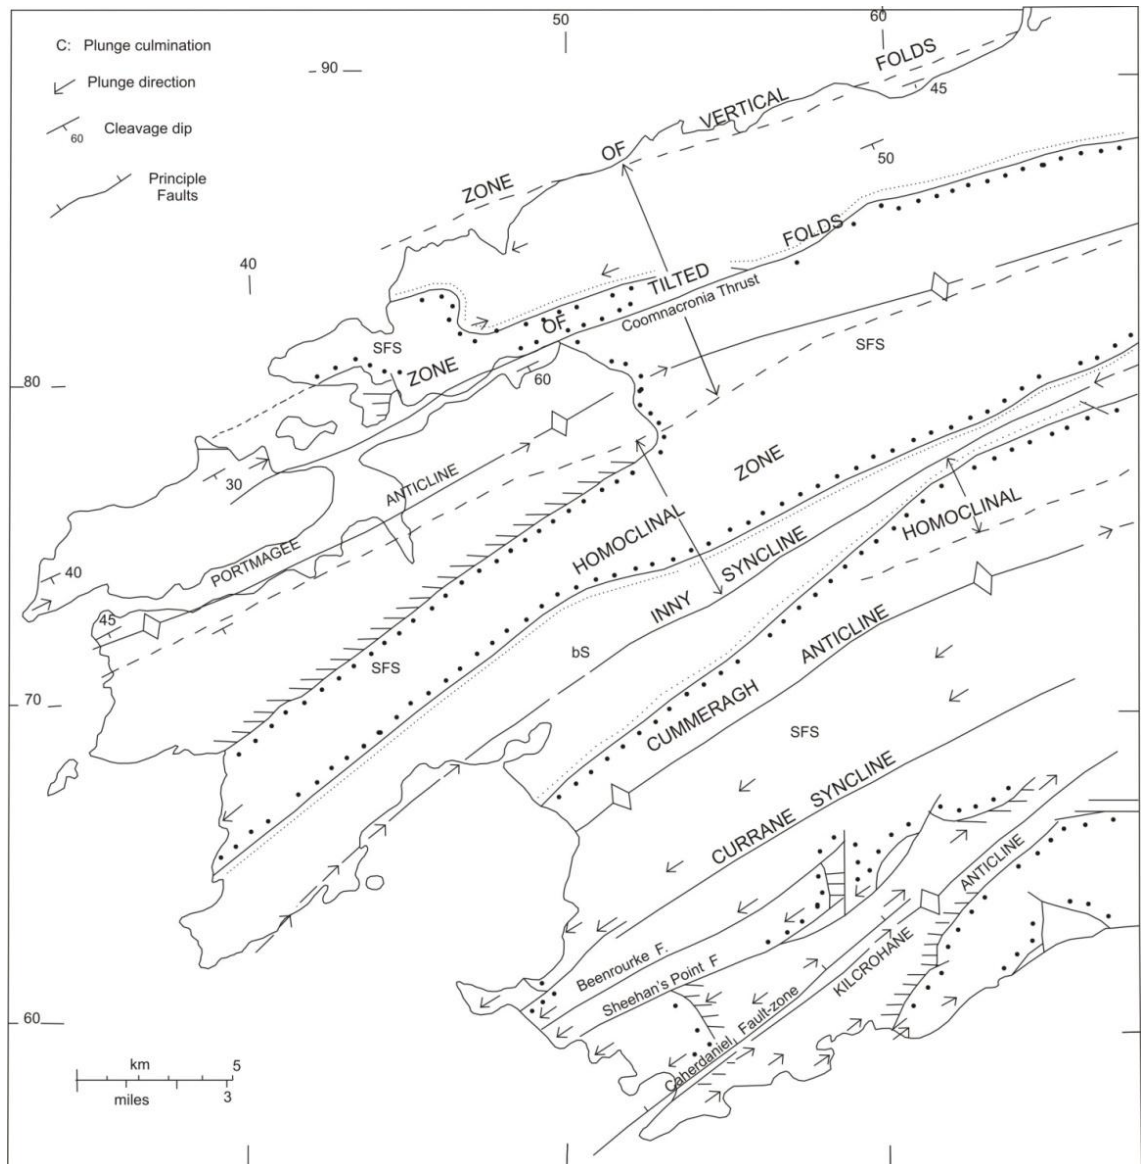 50
60
C: Plunge culmination
90
Plunge direction
Cleavage dip
60
Principle
Faults
ZONE OF VERTICAL FOLDS
45
50
40
ZONE OF TILTED FOLDS
Coomnacronia Thrust
SFS
SFS
60
80
30
PORTMAGEE ANTICLINE
HOMOCLINAL ZONE
HOMOCLINAL
40
45
INNY SYNCLINE
bS
SFS
70
CUMMERAGH ANTICLINE
SFS
CURRANE SYNCLINE
Beenrourke F.
Sheehan's Point F
Caherdaniel Fault-zone
KILCROHANE ANTICLINE
60
km 5
miles 3